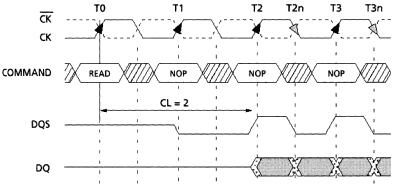 T0 T1 T2 T2n T3 T3n
CK
CK
COMMAND READ NOP NOP NOP
CL = 2
DQS
DQ